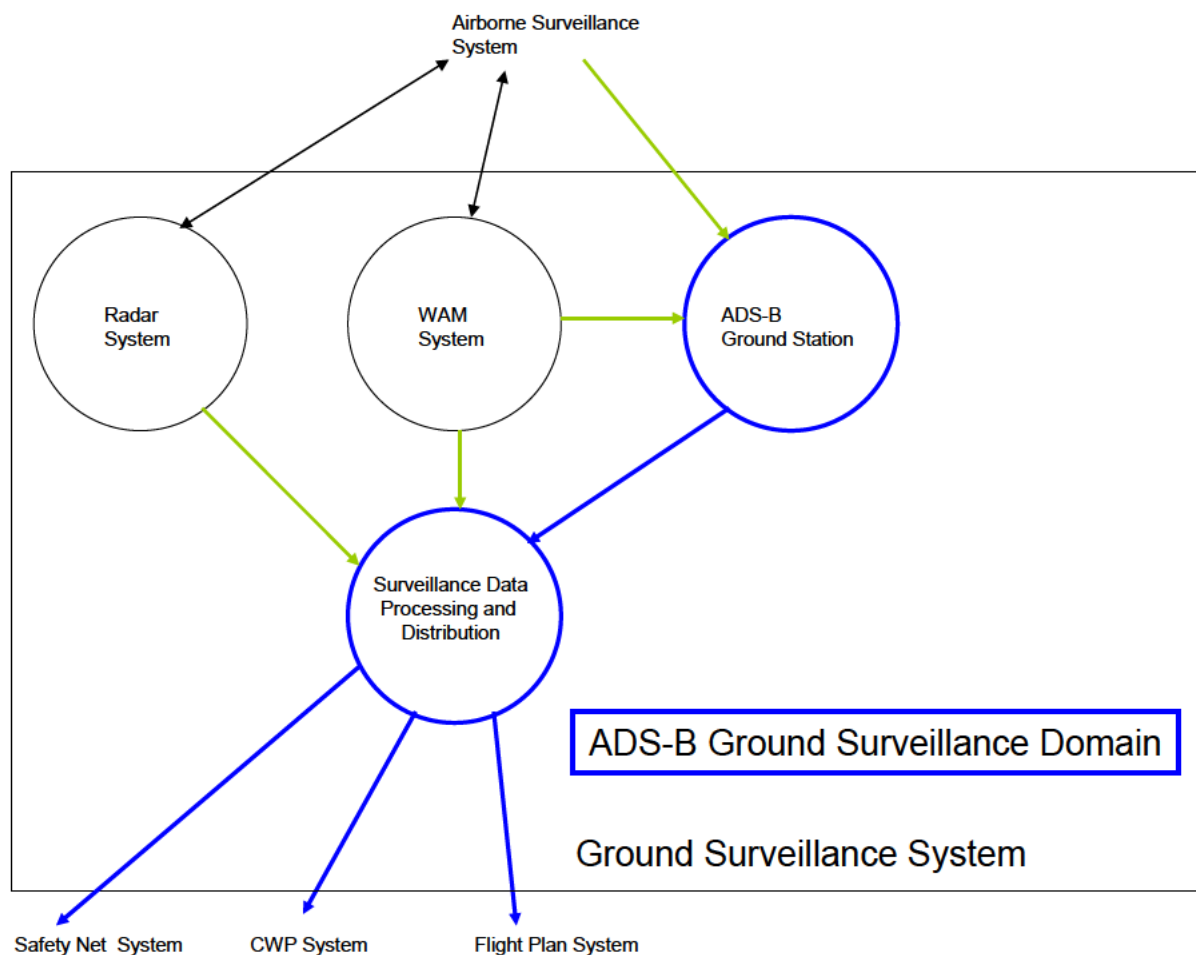 Airborne Surveillance
System
Radar
System
WAM
System
ADS-B
Ground Station
Surveillance Data
Processing and
Distribution
ADS-B Ground Surveillance Domain
Ground Surveillance System
Safety Net System
CWP System
Flight Plan System